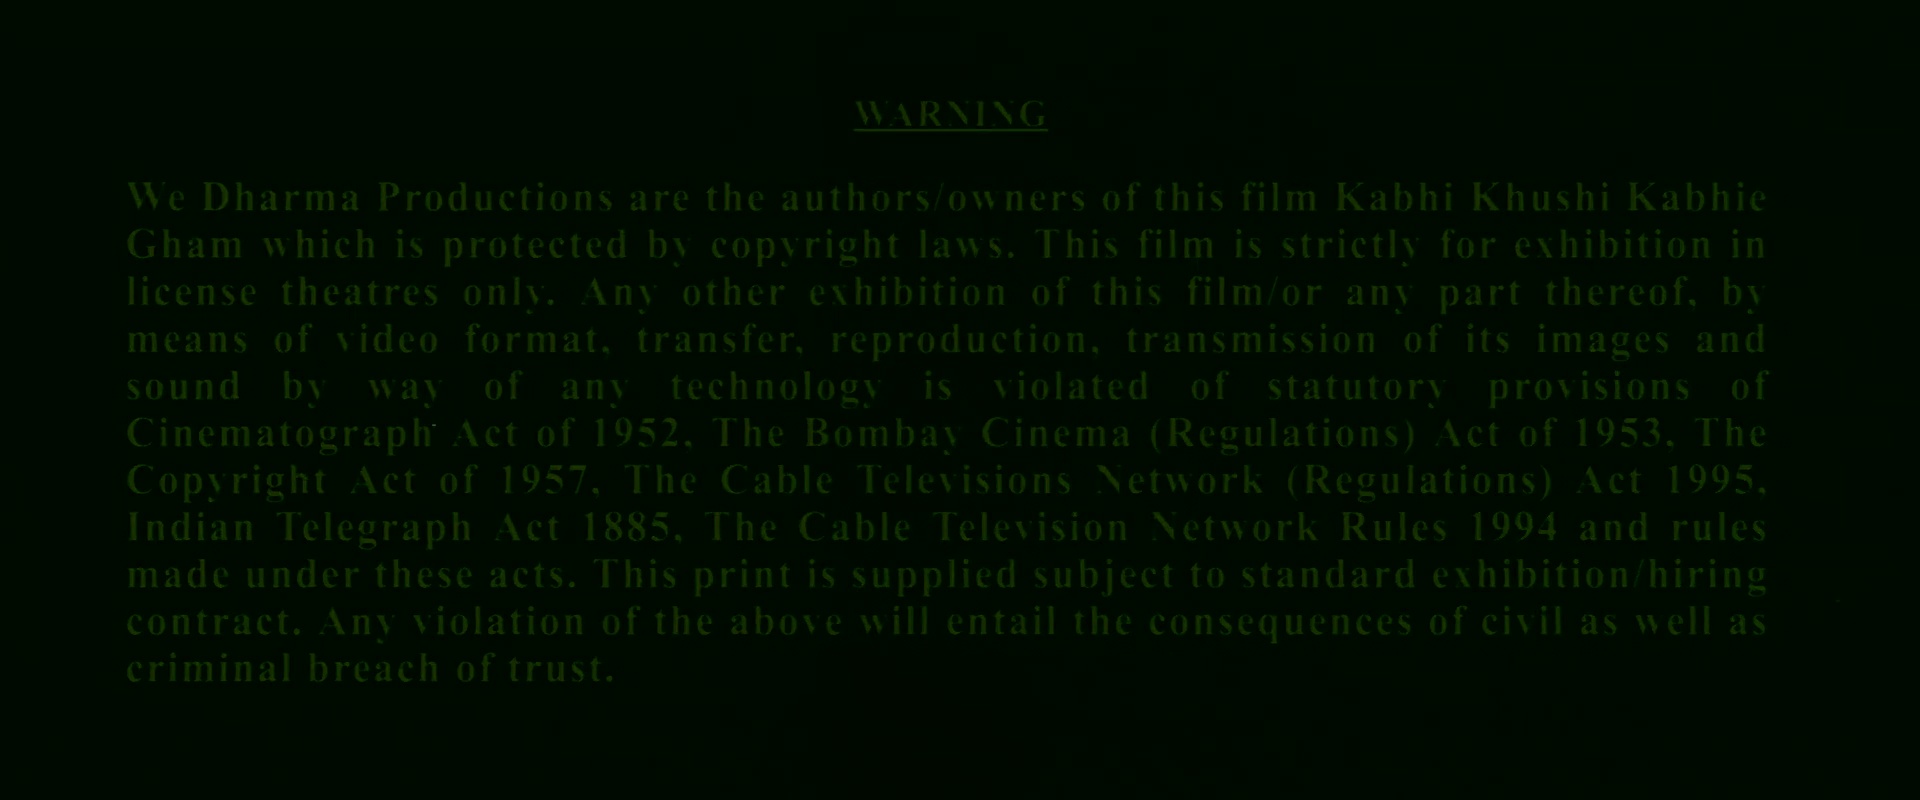 WARNING
We Dharma Productions are the authors/owners of this film Kabhi Khushi Kabhie
Gham which is protected by copyright laws. This film is strictly for exhibition in
license theatres only. Any other exhibition of this film/or any part thereof, by
means of video format, transfer, reproduction, transmission of its images and
sound by way of any technology is violated of statutory provisions of
Cinematograph Act of 1952, The Bombay Cinema (Regulations) Act of 1953, The
Copyright Act of 1957, The Cable Televisions Network (Regulations) Act 1995,
Indian Telegraph Act 1885, The Cable Television Network Rules 1994 and rules
made under these acts. This print is supplied subject to standard exhibition/hiring
contract. Any violation of the above will entail the consequences of civil as well as
criminal breach of trust.